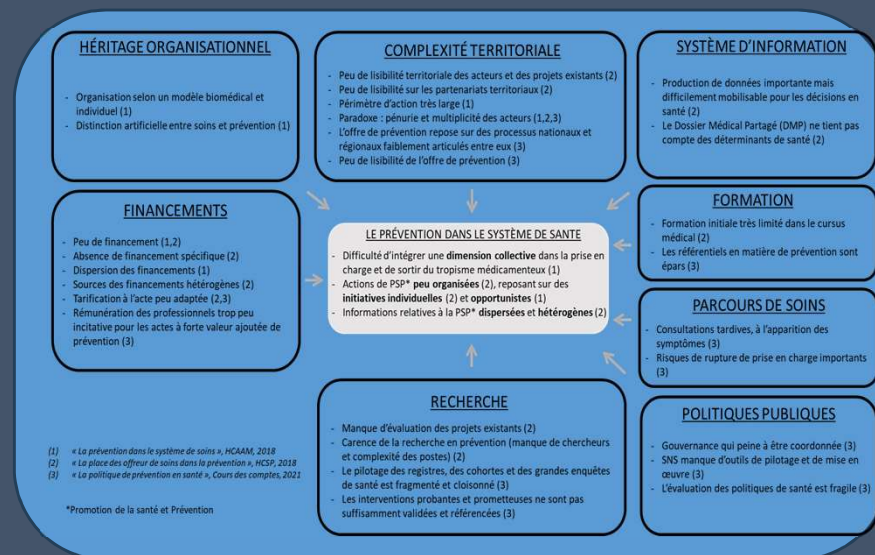 HÉRITAGE ORGANISATIONNEL
- Organisation selon un modèle biomédical et
individuel (1)
- Distinction artificielle entre soins et prévention (1)
COMPLEXITÉ TERRITORIALE
- Peu de lisibilité territoriale des acteurs et des projets existants (2)
- Peu de lisibilité sur les partenariats territoriaux (2)
- Périmètre d'action très large (1)
- Paradoxe : pénurie et multiplicité des acteurs (1,2,3)
- L'offre de prévention repose sur des processus nationaux et
régionaux faiblement articulés entre eux (3)
- Peu de lisibilité de l'offre de prévention (3)
SYSTÈME D'INFORMATION
- Production de données importante mais
difficilement mobilisable pour les décisions en
santé (2)
- Le Dossier Médical Partagé (DMP) ne tient pas
compte des déterminants de santé (2)
FINANCEMENTS
- Peu de financement (1,2)
- Absence de financement spécifique (2)
- Dispersion des financements (1)
- Sources des financements hétérogènes (2)
- Tarification à l'acte peu adaptée (2,3)
- Rémunération des professionnels trop peu
incitative pour les actes à forte valeur ajoutée de
prévention (3)
LE PRÉVENTION DANS LE SYSTÈME DE SANTE
- Difficulté d'intégrer une dimension collective dans la prise en
charge et de sortir du tropisme médicamenteux (1)
- Actions de PSP* peu organisées (2), reposant sur des
initiatives individuelles (2) et opportunistes (1)
- Informations relatives à la PSP* dispersées et hétérogènes (2)
FORMATION
- Formation initiale très limité dans le cursus
médical (2)
- Les référentiels en matière de prévention sont
épars (3)
PARCOURS DE SOINS
- Consultations tardives, à l'apparition des
symptômes (3)
- Risques de rupture de prise en charge importants
(3)
RECHERCHE
- Manque d'évaluation des projets existants (2)
- Carence de la recherche en prévention (manque de chercheurs
et complexité des postes) (2)
- Le pilotage des registres, des cohortes et des grandes enquêtes
de santé est fragmenté et cloisonné (3)
- Les interventions probantes et prometteuses ne sont pas
suffisamment validées et référencées (3)
POLITIQUES PUBLIQUES
- Gouvernance qui peine à être coordonnée (3)
- SNS manque d'outils de pilotage et de mise en
œuvre (3)
- L'évaluation des politiques de santé est fragile (3)
(1) « La prévention dans le système de soins », HCAAM, 2018
(2) « La place des offreur de soins dans la prévention », HCSP, 2018
(3) « La politique de prévention en santé », Cours des comptes, 2021
*Promotion de la santé et Prévention